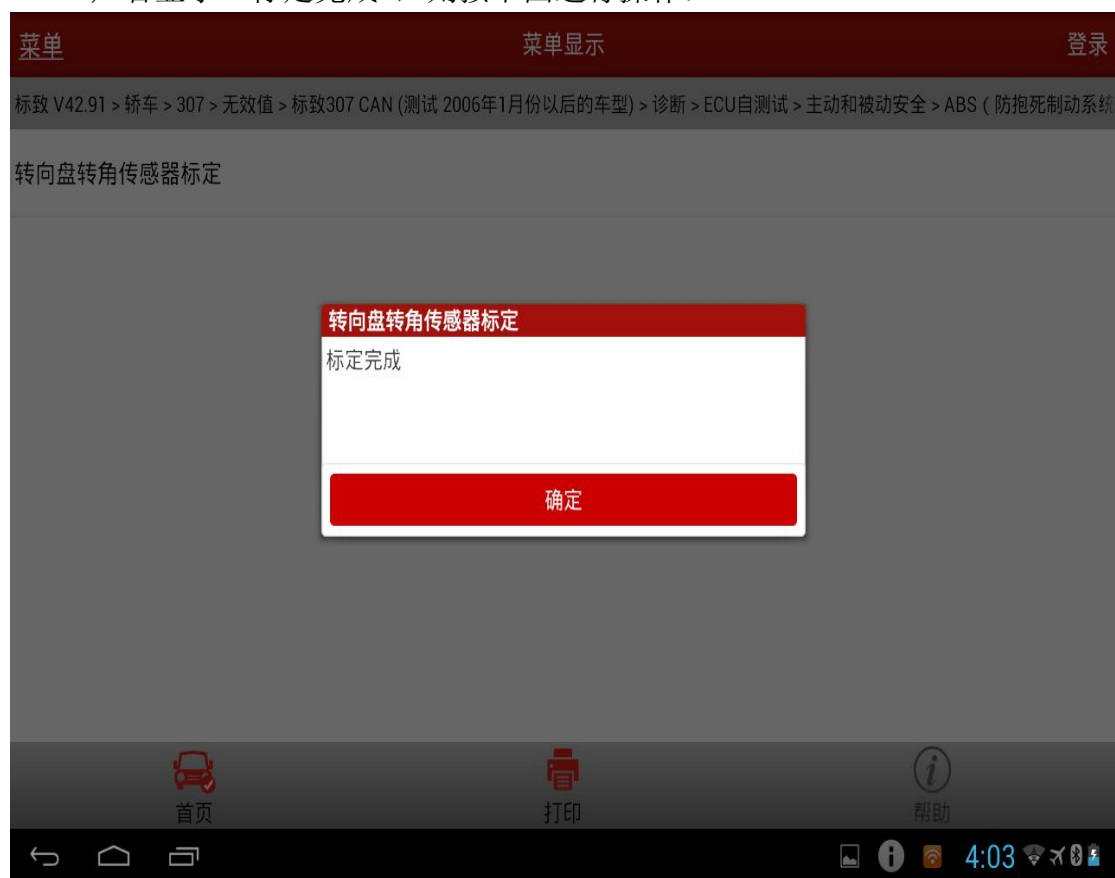 菜单
菜单显示
登录
标致 V42.91 > 轿车 > 307 > 无效值 > 标致307 CAN (测试 2006年1月份以后的车型) > 诊断 > ECU自测试 > 主动和被动安全 > ABS ( 防抱死制动系统
转向盘转角传感器标定
转向盘转角传感器标定
标定完成
确定
首页
打印
帮助
4:03